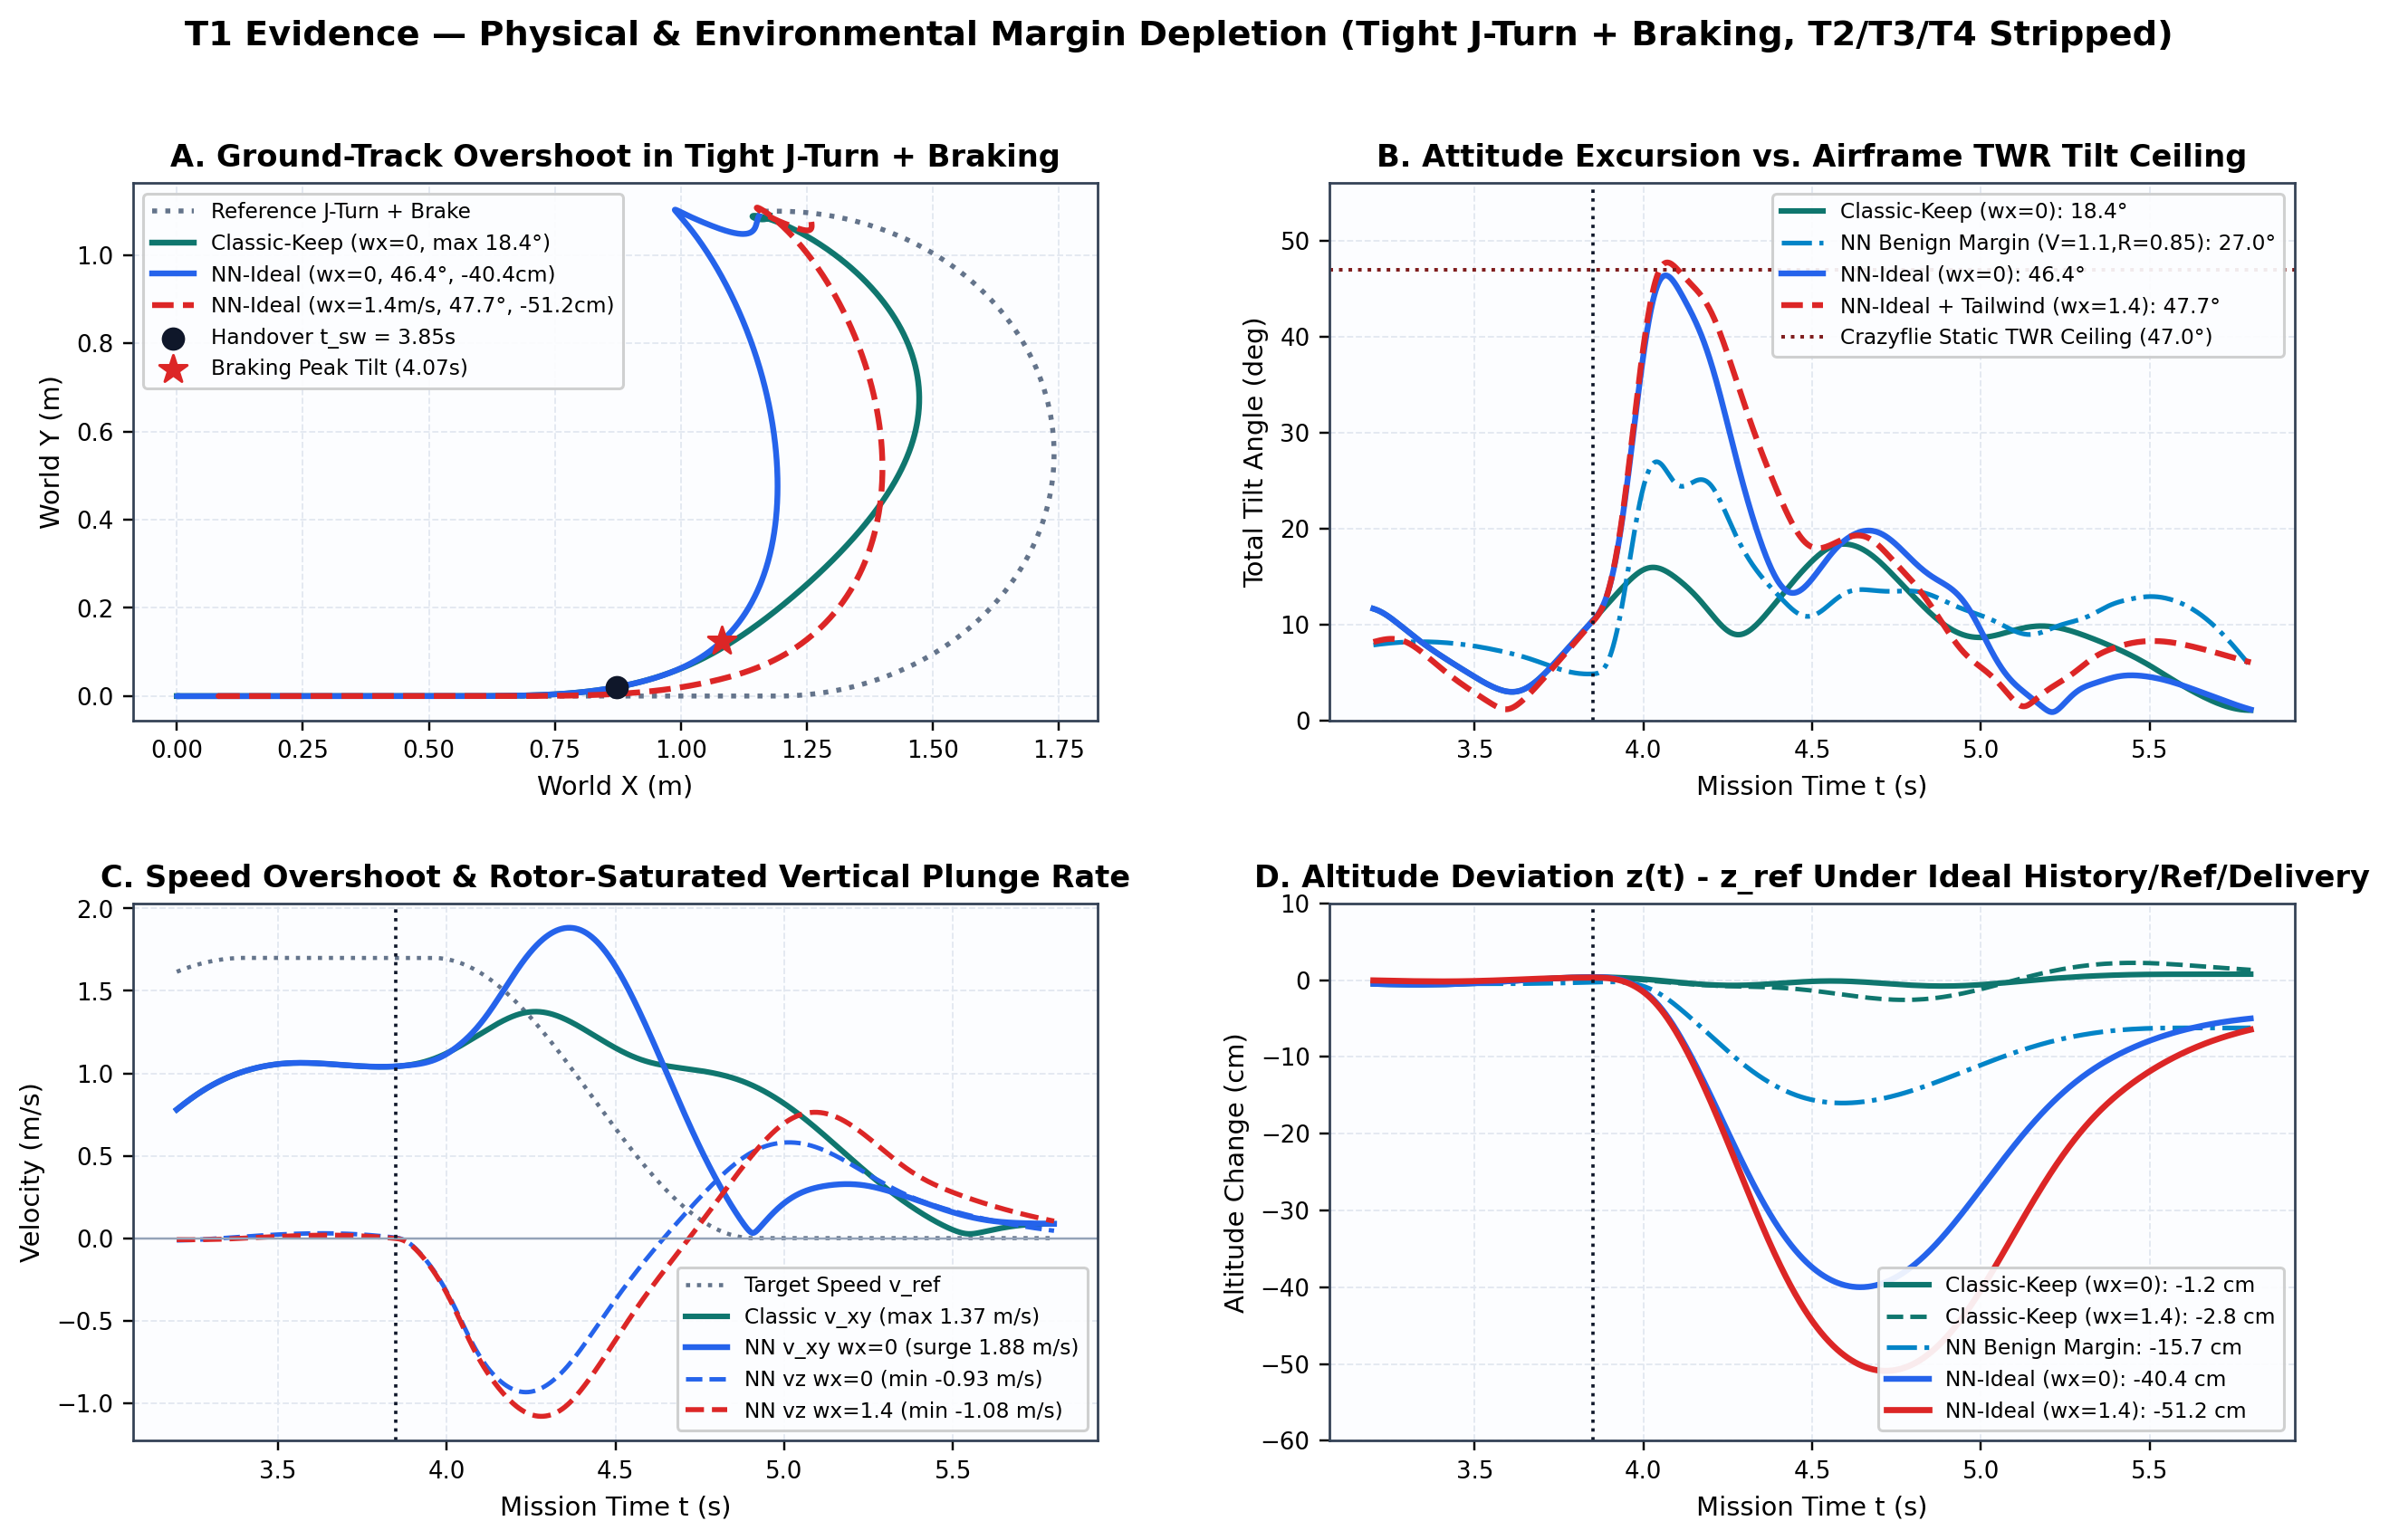 T1 Evidence — Physical & Environmental Margin Depletion (Tight J-Turn + Braking, T2/T3/T4 Stripped)
A. Ground-Track Overshoot in Tight J-Turn + Braking
Reference J-Turn + Brake
Classic-Keep (wx=0, max 18.4°)
NN-Ideal (wx=0, 46.4°, -40.4cm)
NN-Ideal (wx=1.4m/s, 47.7°, -51.2cm)
Handover t_sw = 3.85s
Braking Peak Tilt (4.07s)
World Y (m)
1.0
0.8
0.6
0.4
0.2
0.0
0.00 0.25 0.50 0.75 1.00 1.25 1.50 1.75
World X (m)
B. Attitude Excursion vs. Airframe TWR Tilt Ceiling
Classic-Keep (wx=0): 18.4°
NN Benign Margin (V=1.1,R=0.85): 27.0°
NN-Ideal (wx=0): 46.4°
NN-Ideal + Tailwind (wx=1.4): 47.7°
Crazyflie Static TWR Ceiling (47.0°)
Total Tilt Angle (deg)
50
40
30
20
10
0
3.5 4.0 4.5 5.0 5.5
Mission Time t (s)
C. Speed Overshoot & Rotor-Saturated Vertical Plunge Rate
Velocity (m/s)
2.0
1.5
1.0
0.5
0.0
−0.5
−1.0
Target Speed v_ref
Classic v_xy (max 1.37 m/s)
NN v_xy wx=0 (surge 1.88 m/s)
NN vz wx=0 (min -0.93 m/s)
NN vz wx=1.4 (min -1.08 m/s)
3.5 4.0 4.5 5.0 5.5
Mission Time t (s)
D. Altitude Deviation z(t) - z_ref Under Ideal History/Ref/Delivery
Altitude Change (cm)
10
0
−10
−20
−30
−40
−50
−60
Classic-Keep (wx=0): -1.2 cm
Classic-Keep (wx=1.4): -2.8 cm
NN Benign Margin: -15.7 cm
NN-Ideal (wx=0): -40.4 cm
NN-Ideal (wx=1.4): -51.2 cm
3.5 4.0 4.5 5.0 5.5
Mission Time t (s)